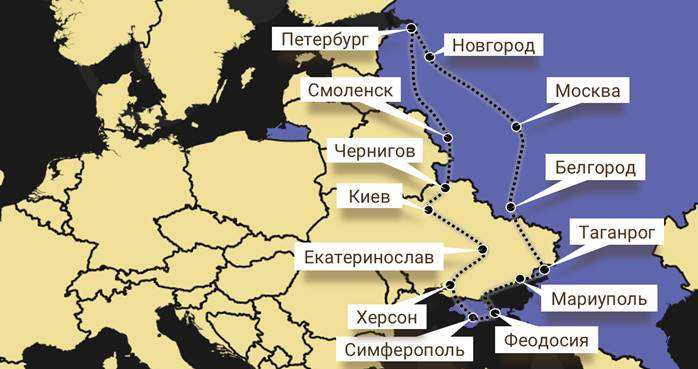 Петербург
Новгород
Смоленск
Москва
Чернигов
Белгород
Киев
Таганрог
Екатеринослав
Мариуполь
Херсон
Феодосия
Симферополь